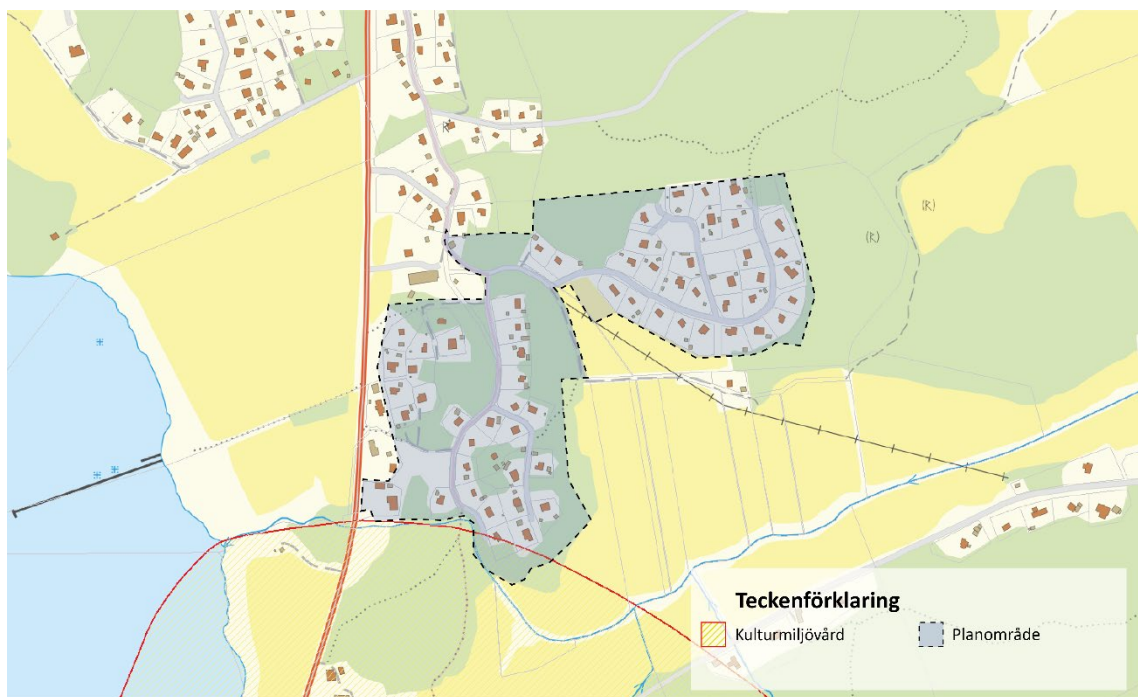 R
(R)
(R)
Teckenförklaring
Kulturmiljövård
Planområde